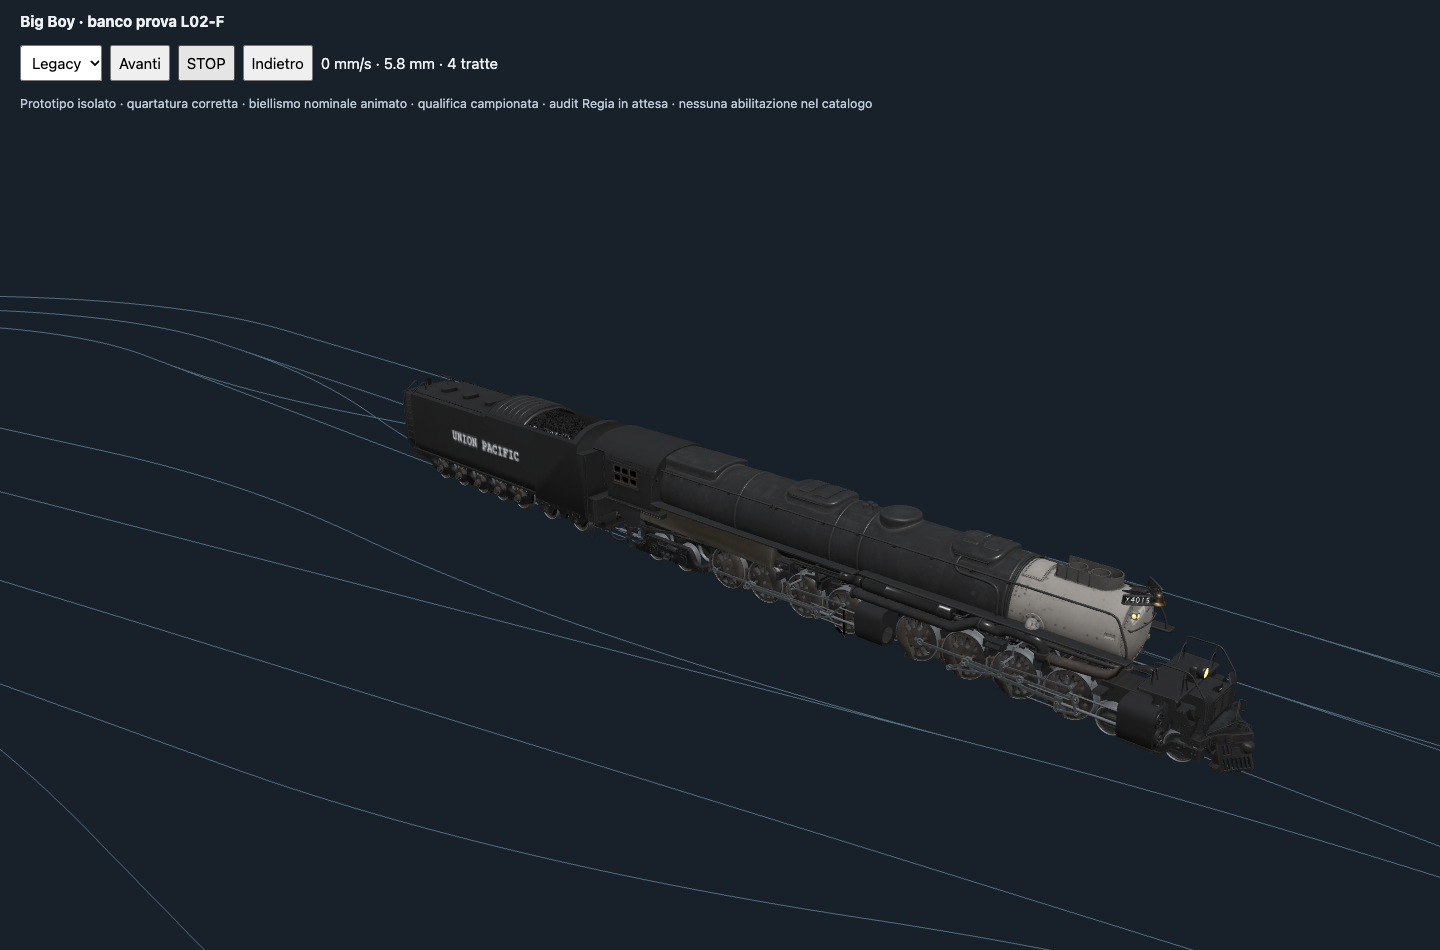 Big Boy · banco prova L02-F
Legacy Avanti STOP Indietro 0 mm/s · 5.8 mm · 4 tratte
Prototipo isolato · quartatura corretta · biellismo nominale animato · qualifica campionata · audit Regia in attesa · nessuna abilitazione nel catalogo
UNION PACIFIC
X4015